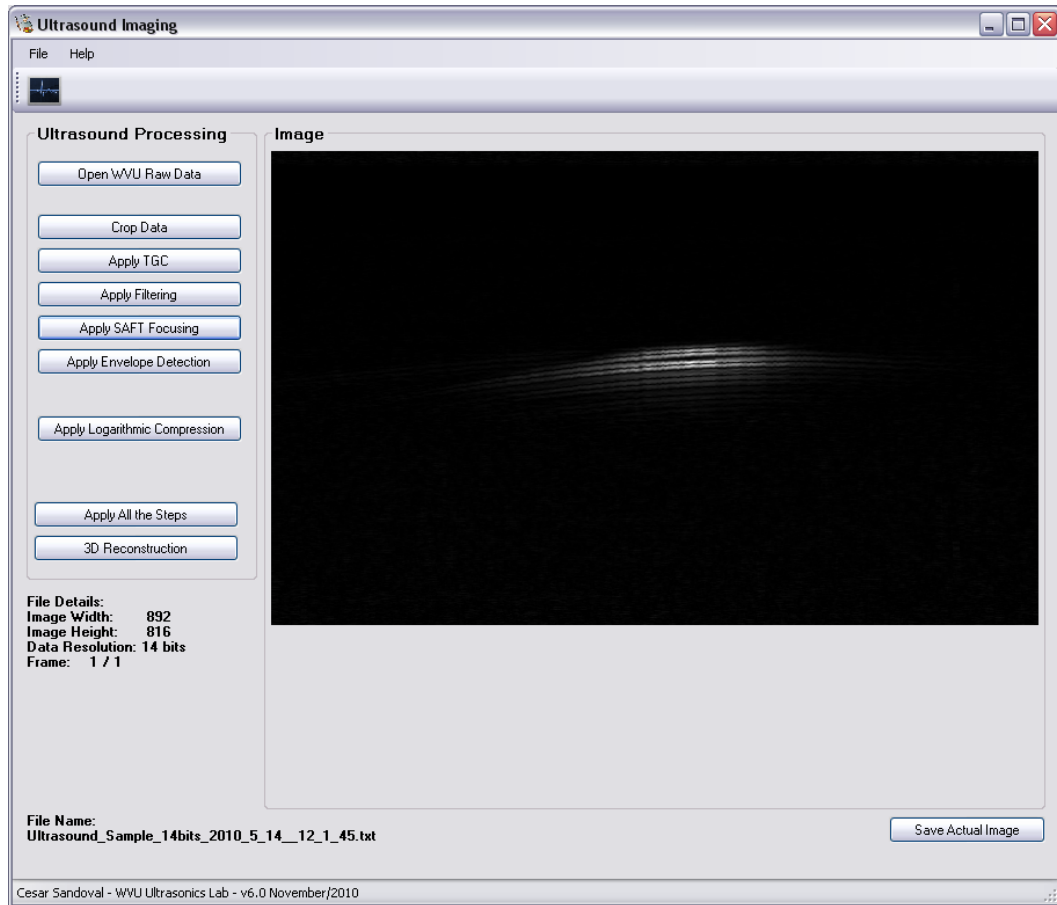 Ultrasound Imaging
File Help
Ultrasound Processing
Open WVU Raw Data
Crop Data
Apply TGC
Apply Filtering
Apply SAFT Focusing
Apply Envelope Detection
Apply Logarithmic Compression
Apply All the Steps
3D Reconstruction
Image
File Details:
Image Width: 892
Image Height: 816
Data Resolution: 14 bits
Frame: 1 / 1
File Name:
Ultrasound_Sample_14bits_2010_5_14__12_1_45.txt
Save Actual Image
Cesar Sandoval - WVU Ultrasonics Lab - v6.0 November/2010